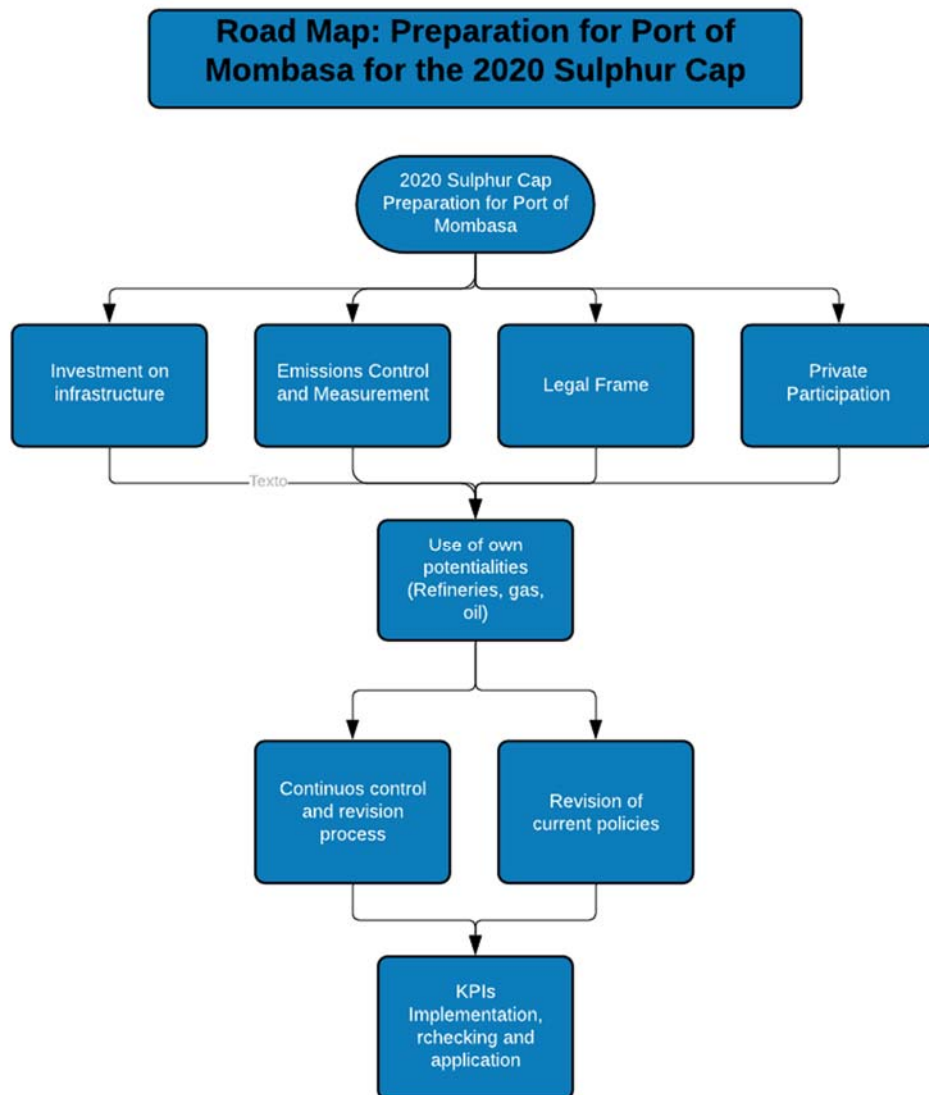 Road Map: Preparation for Port of
Mombasa for the 2020 Sulphur Cap
2020 Sulphur Cap
Preparation for Port of
Mombasa
Investment on
infrastructure
Emissions Control
and Measurement
Legal Frame
Private
Participation
Texto
Use of own
potentialities
(Refineries, gas,
oil)
Continuos control
and revision
process
Revision of
current policies
KPIs
Implementation,
rchecking and
application